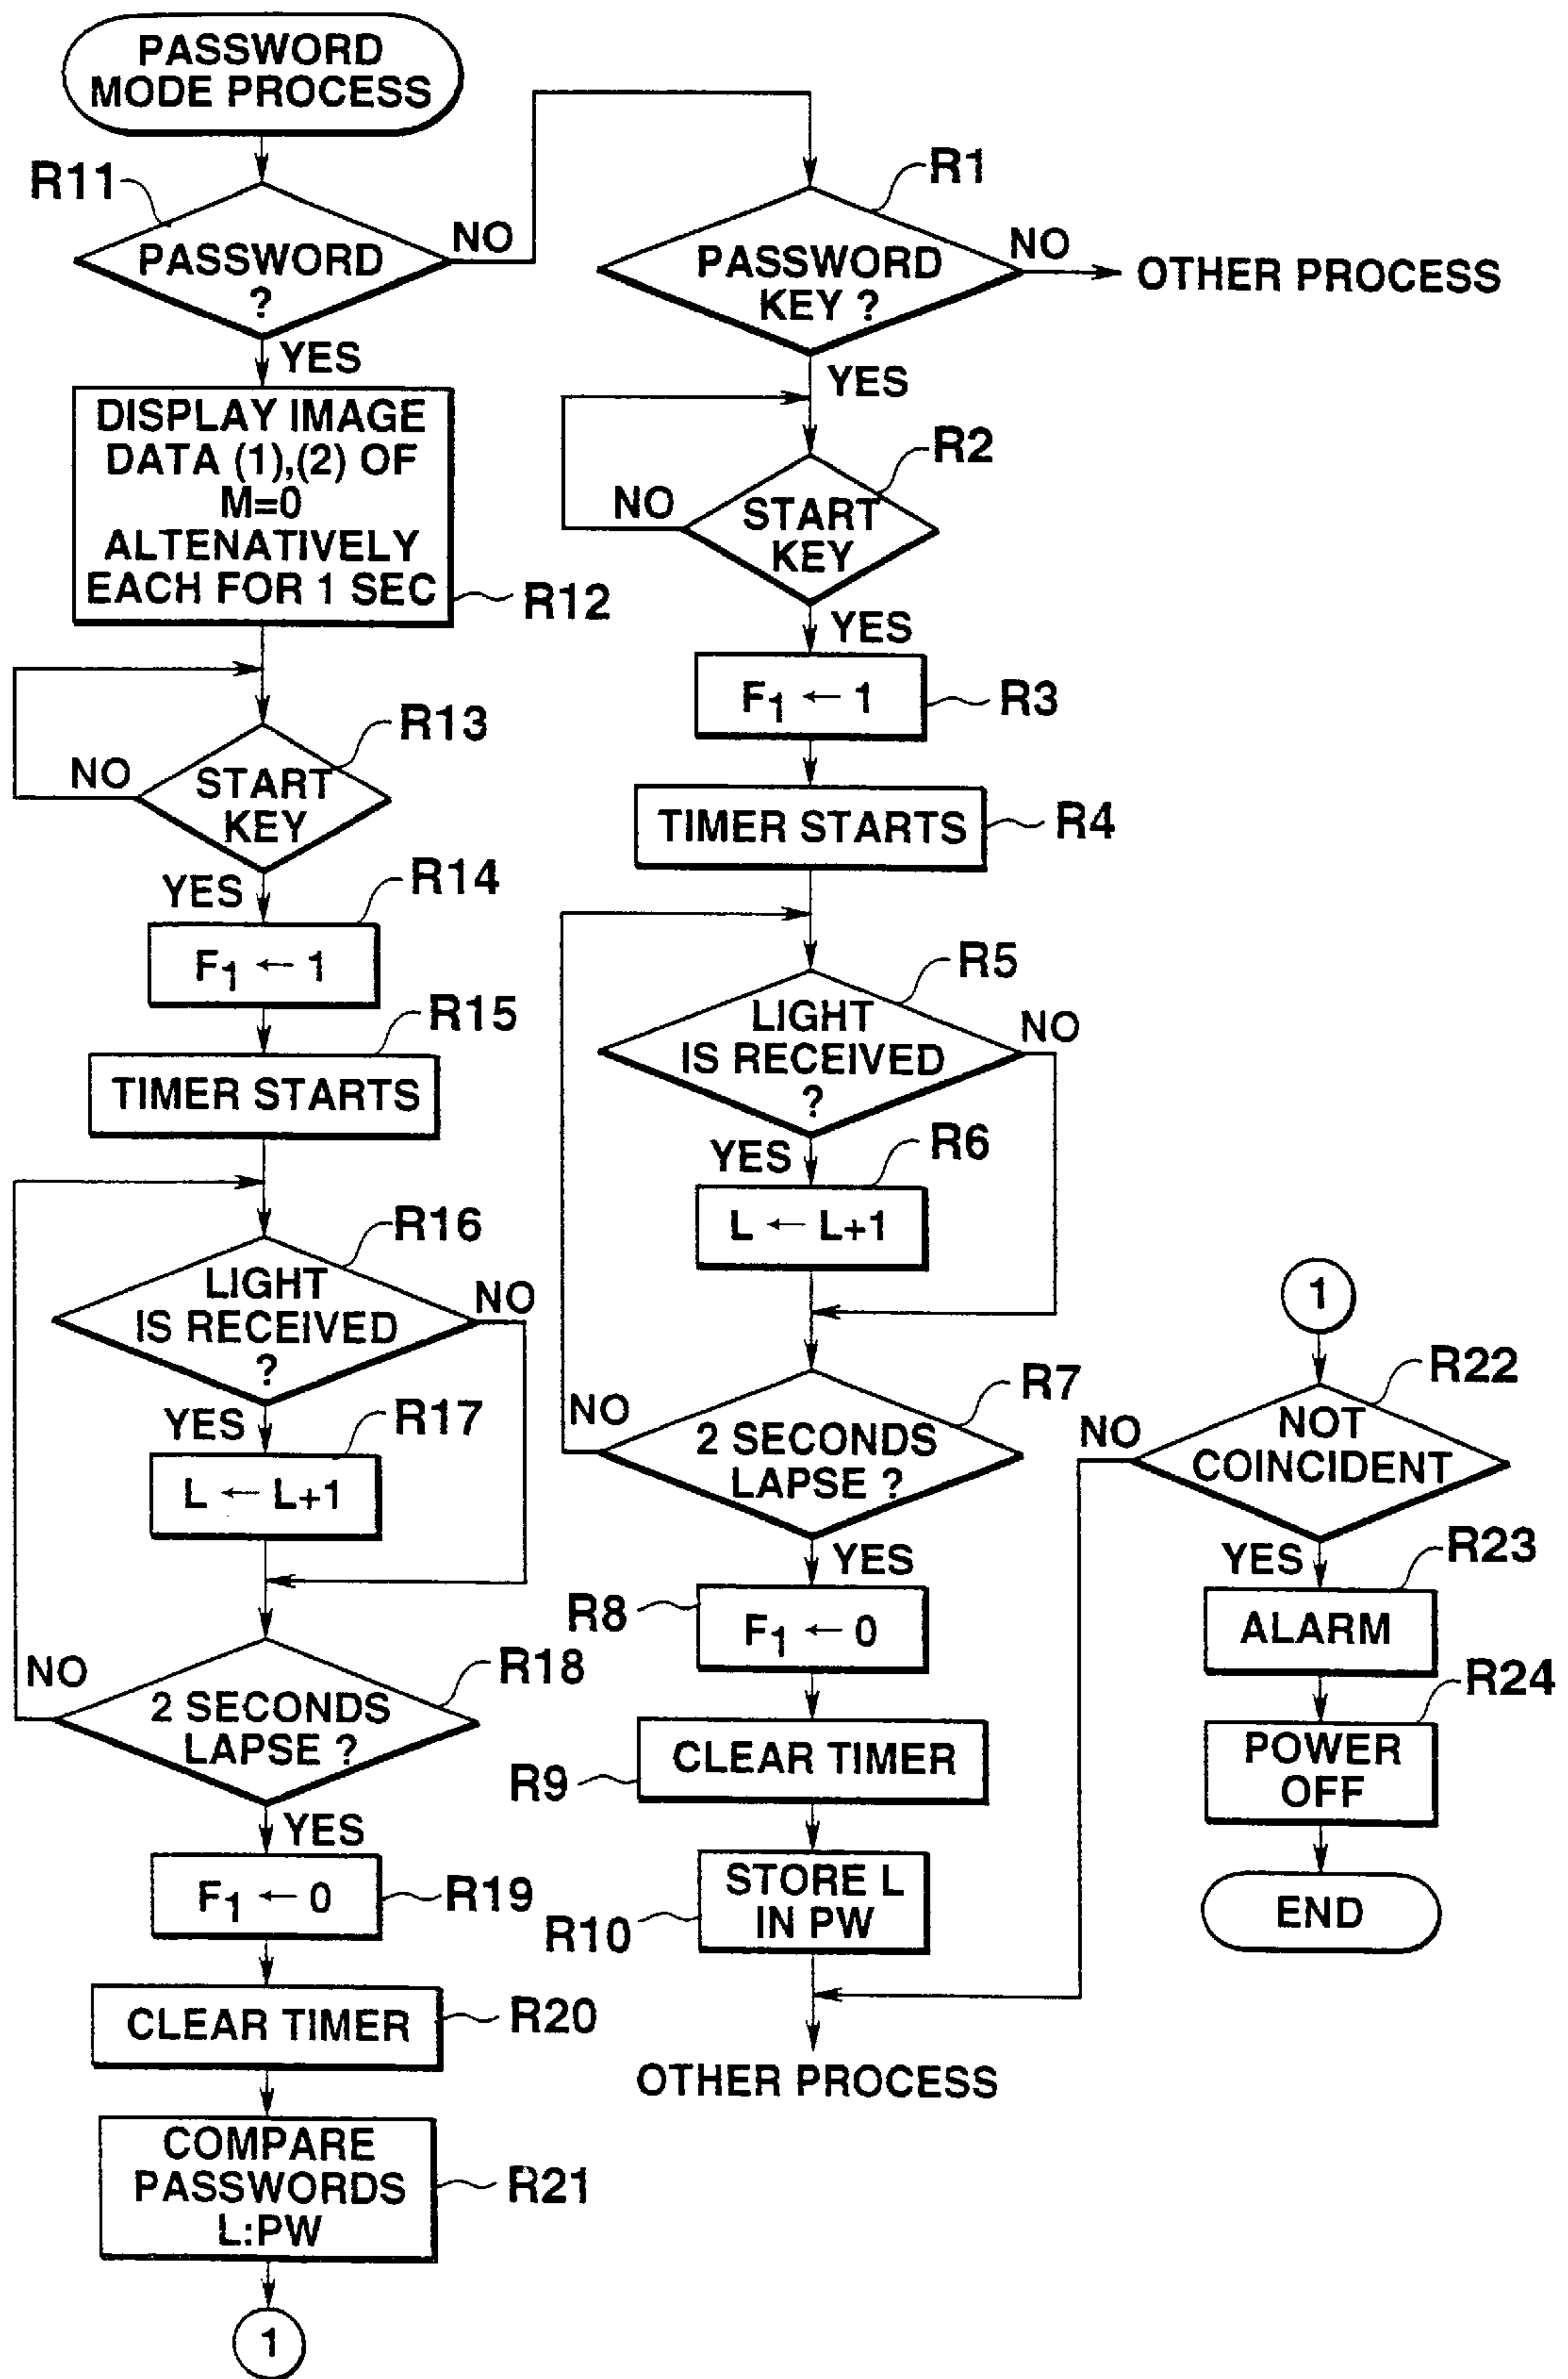 PASSWORD
MODE PROCESS
R11
PASSWORD
?
NO
YES
DISPLAY IMAGE
DATA (1),(2) OF
M=0
ALTENATIVELY
EACH FOR 1 SEC
R12
R13
NO
START
KEY
YES
R14
F1 ← 1
R15
TIMER STARTS
R16
LIGHT
IS RECEIVED
?
NO
YES
R17
L ← L+1
R18
NO
2 SECONDS
LAPSE ?
YES
F1 ← 0
R19
CLEAR TIMER
R20
COMPARE
PASSWORDS
L:PW
R21
1
R1
PASSWORD
KEY ?
NO
OTHER PROCESS
YES
R2
NO
START
KEY
YES
F1 ← 1
R3
TIMER STARTS
R4
R5
LIGHT
IS RECEIVED
?
NO
YES
R6
L ← L+1
R7
NO
2 SECONDS
LAPSE ?
YES
R8
F1 ← 0
R9
CLEAR TIMER
R10
STORE L
IN PW
OTHER PROCESS
1
R22
NO
NOT
COINCIDENT
YES
R23
ALARM
R24
POWER
OFF
END